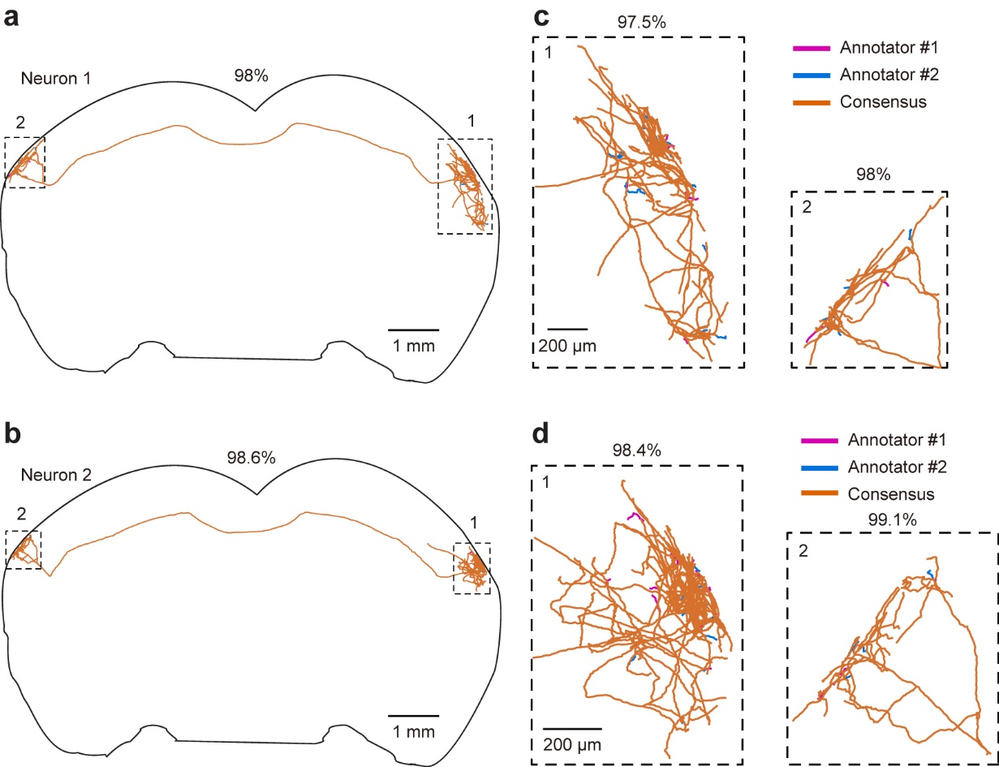 a
Neuron 1
98%
2
1
1 mm
c
97.5%
1
200 µm
Annotator #1
Annotator #2
Consensus
98%
2
b
Neuron 2
98.6%
2
1
1 mm
d
98.4%
1
200 µm
Annotator #1
Annotator #2
Consensus
99.1%
2